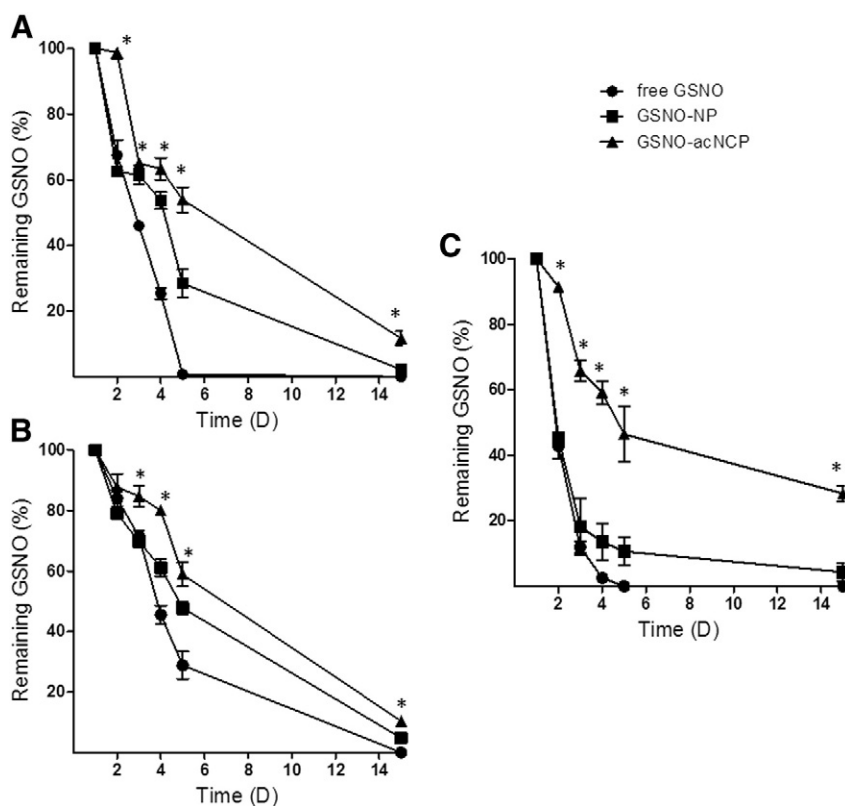 A
Remaining GSNO (%)
100
80
60
40
20
* * * * *
2 4 6 8 10 12 14
Time (D)
free GSNO
GSNO-NP
GSNO-acNCP
B
Remaining GSNO (%)
100
80
60
40
20
* * * *
2 4 6 8 10 12 14
Time (D)
C
Remaining GSNO (%)
100
80
60
40
20
* * * * *
2 4 6 8 10 12 14
Time (D)